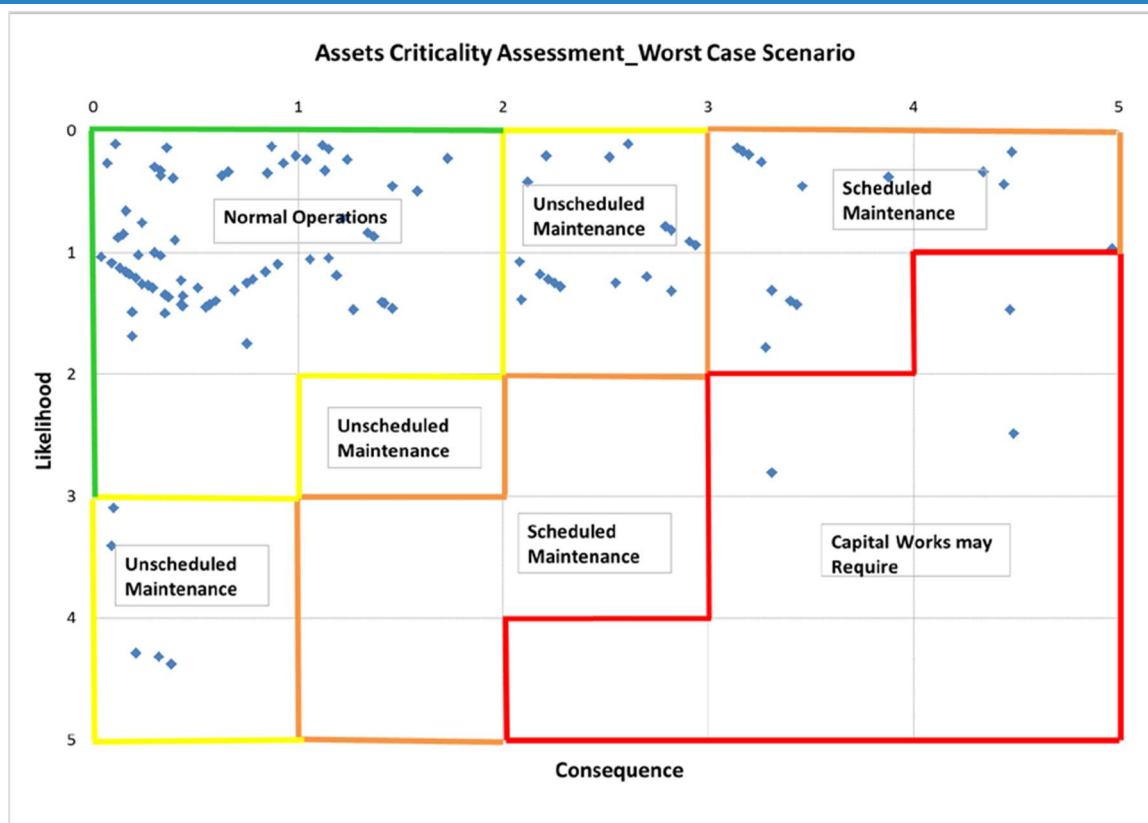 Assets Criticality Assessment_Worst Case Scenario
0 1 2 3 4 5
0
1
2
3
4
5
Likelihood
Normal Operations
Unscheduled
Maintenance
Scheduled
Maintenance
Unscheduled
Maintenance
Scheduled
Maintenance
Capital Works may
Require
Unscheduled
Maintenance
Consequence